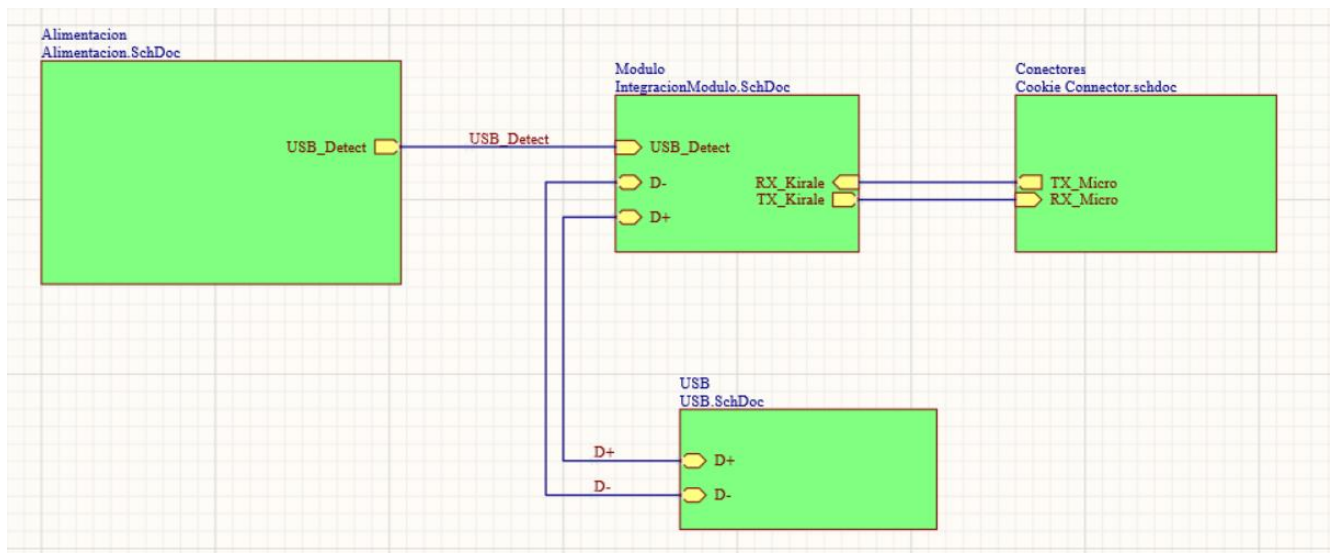 Alimentacion
Alimentacion.SchDoc
USB_Detect
USB_Detect
Modulo
IntegracionModulo.SchDoc
USB_Detect
D-
D+
RX_Kirale
TX_Kirale
Conectores
Cookie Connector.schdoc
TX_Micro
RX_Micro
USB
USB.SchDoc
D+
D+
D-
D-